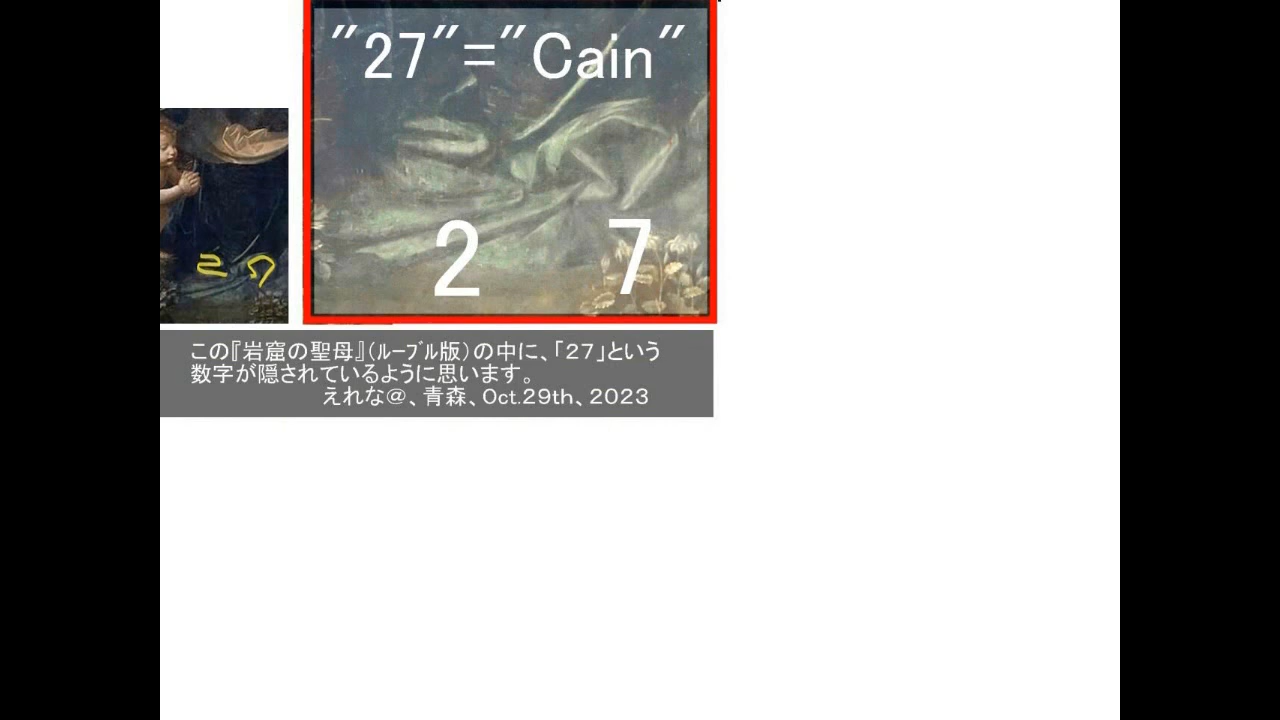 "27"="Cain"
2 7
27
この『岩窟の聖母』(ﾙｰﾌﾞﾙ版)の中に、「27」という
数字が隠されているように思います。
えれな@、青森、Oct.29th、2023